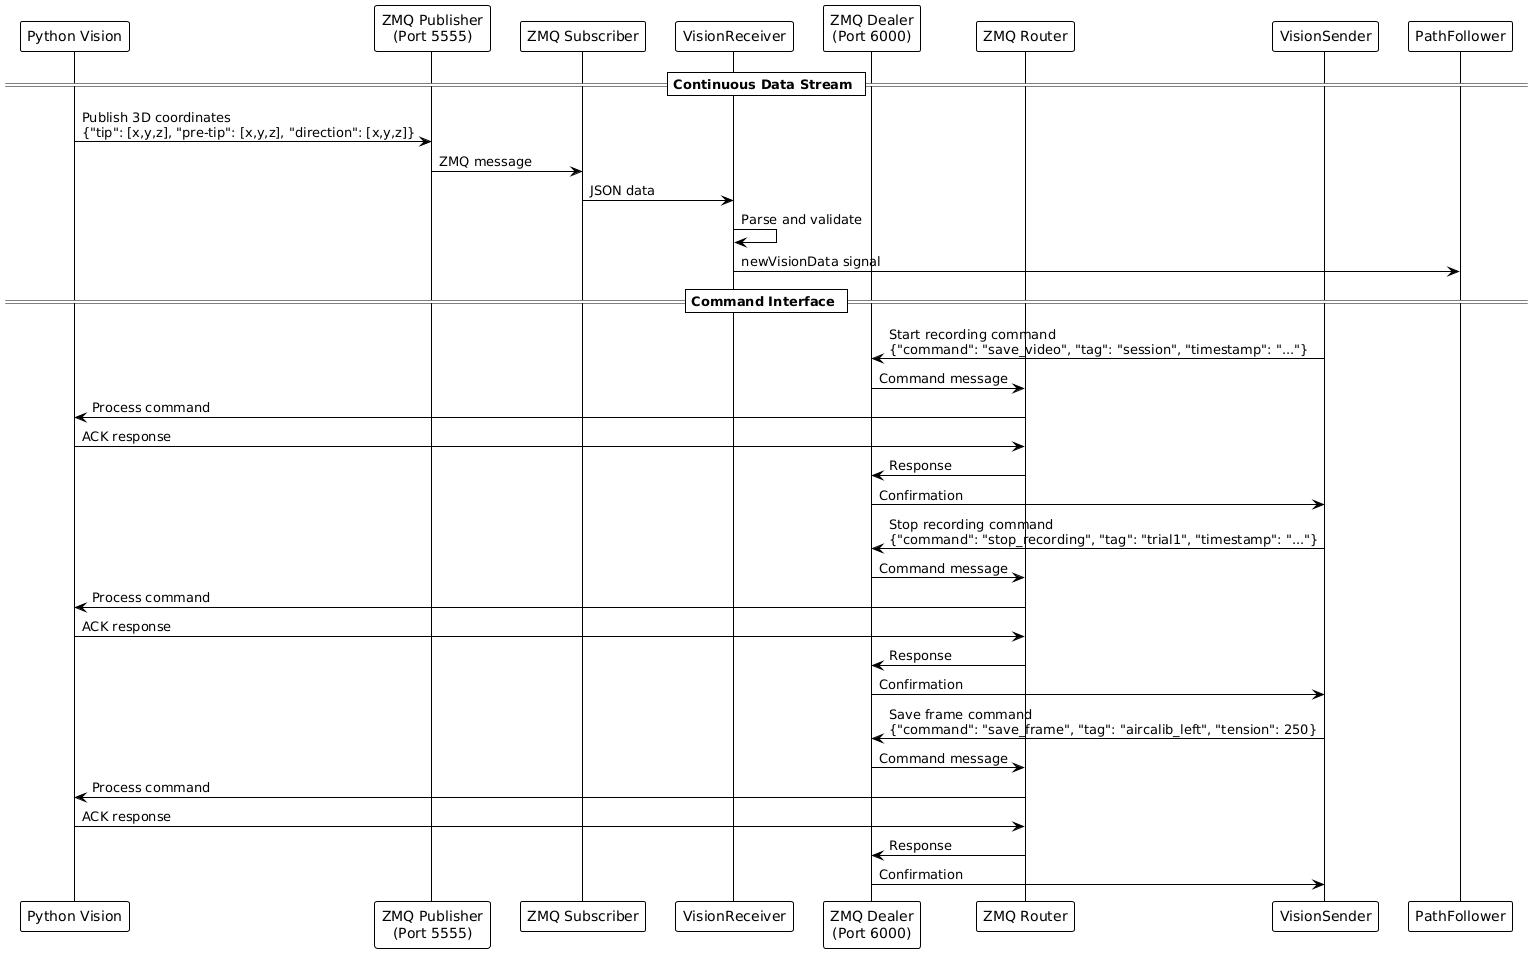 Python Vision
ZMQ Publisher
(Port 5555)
ZMQ Subscriber
VisionReceiver
ZMQ Dealer
(Port 6000)
ZMQ Router
VisionSender
PathFollower
Continuous Data Stream
Publish 3D coordinates
{"tip": [x,y,z], "pre-tip": [x,y,z], "direction": [x,y,z]}
ZMQ message
JSON data
Parse and validate
newVisionData signal
Command Interface
Start recording command
{"command": "save_video", "tag": "session", "timestamp": "..."}
Command message
Process command
ACK response
Response
Confirmation
Stop recording command
{"command": "stop_recording", "tag": "trial1", "timestamp": "..."}
Command message
Process command
ACK response
Response
Confirmation
Save frame command
{"command": "save_frame", "tag": "aircalib_left", "tension": 250}
Command message
Process command
ACK response
Response
Confirmation
Python Vision
ZMQ Publisher
(Port 5555)
ZMQ Subscriber
VisionReceiver
ZMQ Dealer
(Port 6000)
ZMQ Router
VisionSender
PathFollower